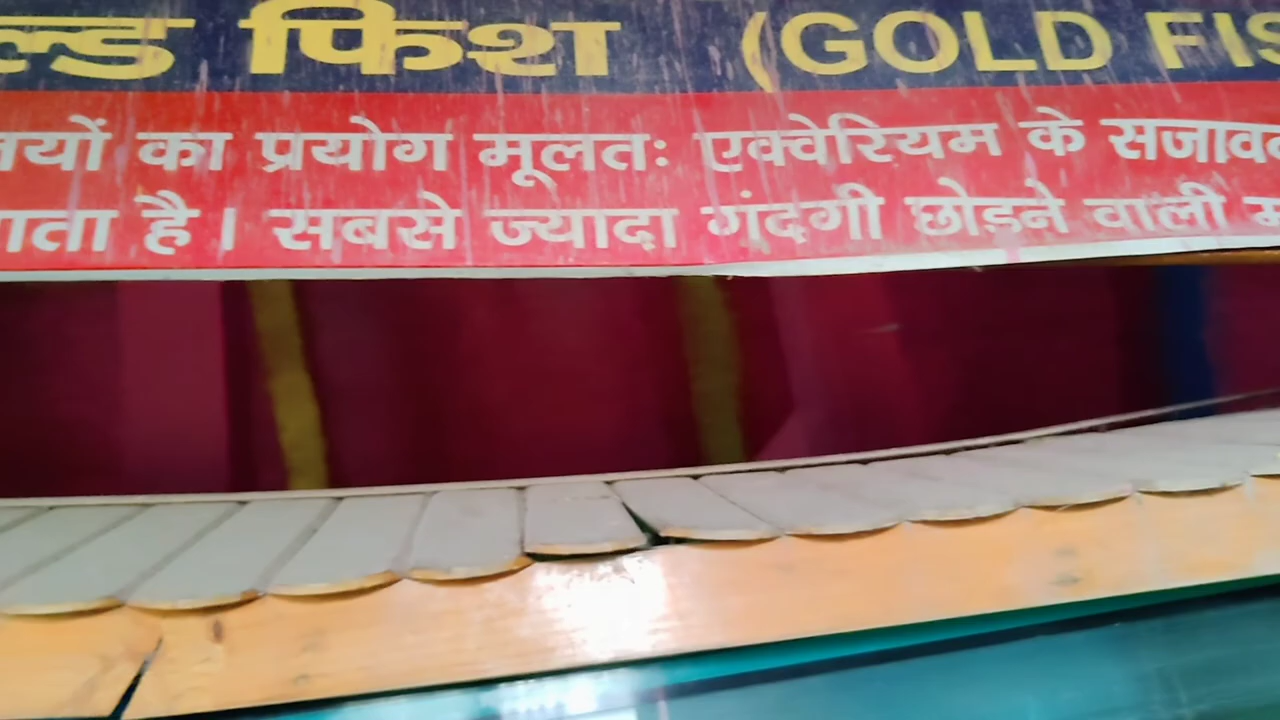 ल्ड फिश (GOLD FIS
यों का प्रयोग मूलतः एक्वेरियम के सजाव
ाता है। सबसे ज्यादा गंदगी छोड़ने वाली म